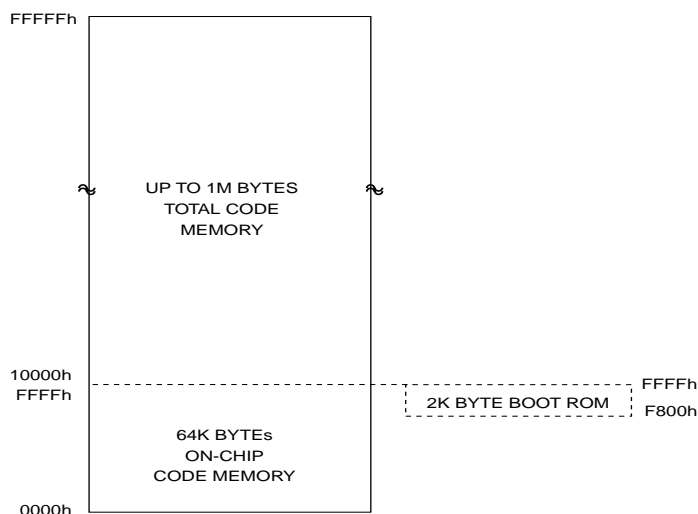 FFFFFh
UP TO 1M BYTES
TOTAL CODE
MEMORY
10000h
FFFFh
FFFFh
2K BYTE BOOT ROM
F800h
64K BYTEs
ON-CHIP
CODE MEMORY
0000h